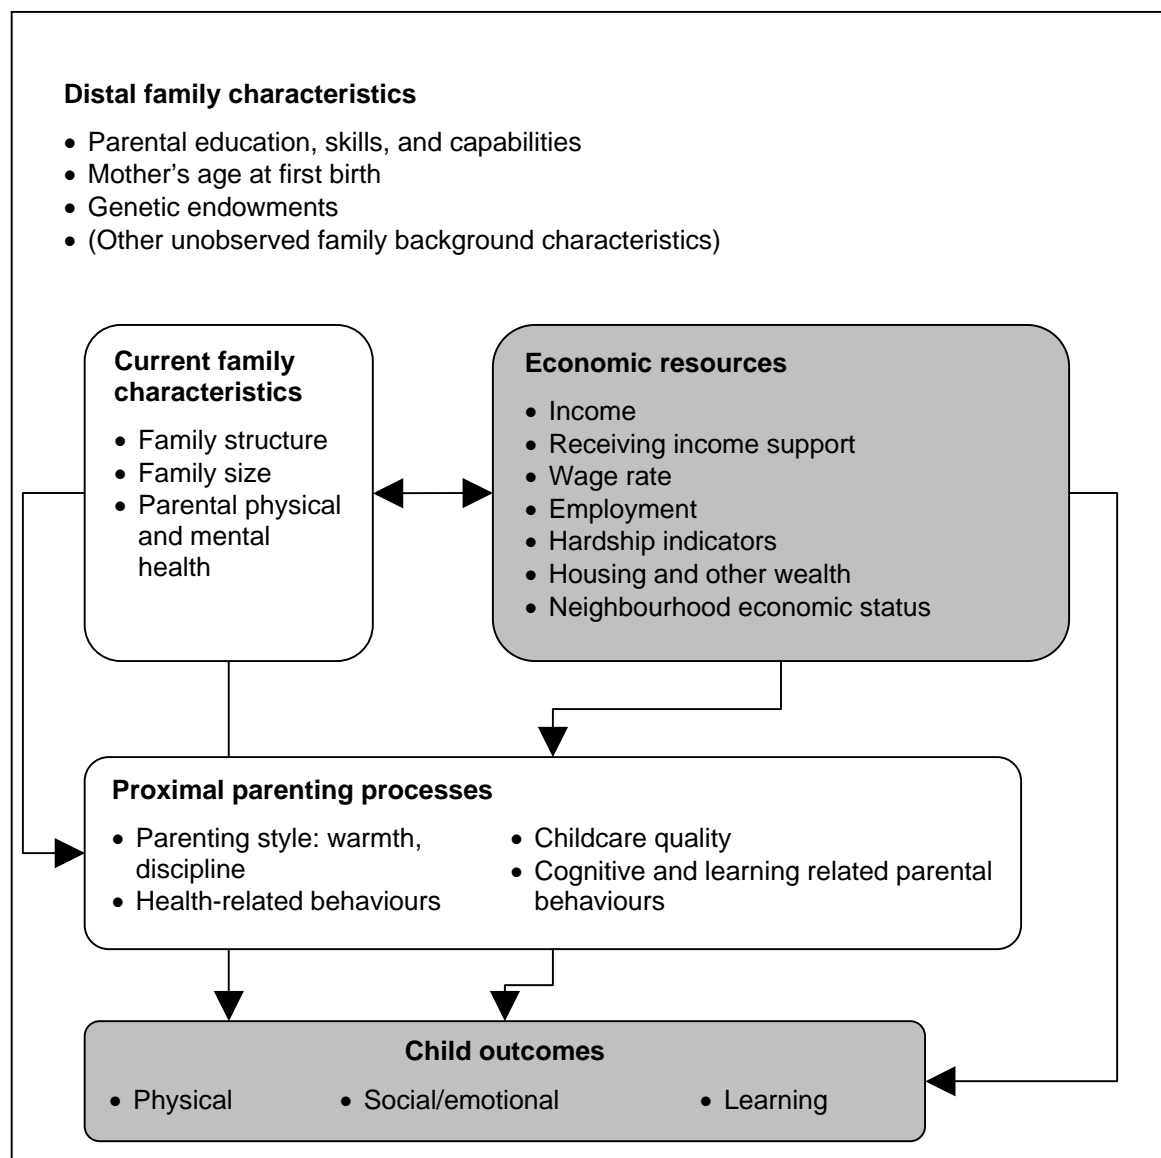 Distal family characteristics
• Parental education, skills, and capabilities
• Mother’s age at first birth
• Genetic endowments
• (Other unobserved family background characteristics)
Current family
characteristics
• Family structure
• Family size
• Parental physical
and mental
health
Economic resources
• Income
• Receiving income support
• Wage rate
• Employment
• Hardship indicators
• Housing and other wealth
• Neighbourhood economic status
Proximal parenting processes
• Parenting style: warmth,
discipline
• Health-related behaviours
• Childcare quality
• Cognitive and learning related parental
behaviours
Child outcomes
• Physical
• Social/emotional
• Learning